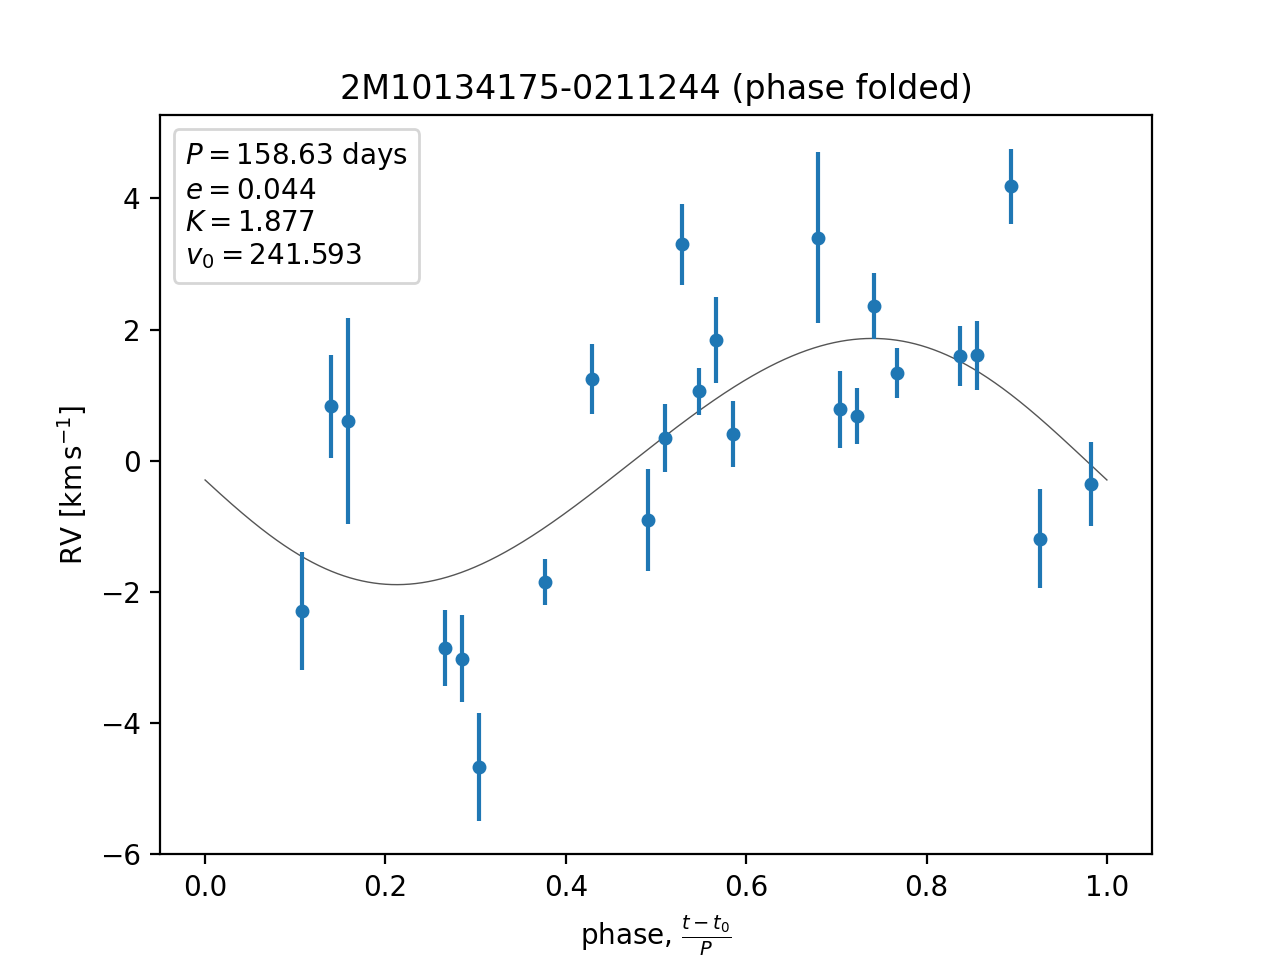 2M10134175-0211244 (phase folded)
P = 158.63 days
e = 0.044
K = 1.877
v₀ = 241.593
4
2
0
−2
−4
−6
RV [km s⁻¹]
0.0 0.2 0.4 0.6 0.8 1.0
phase, (t − t₀)/P